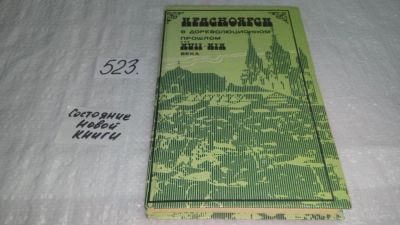 523.
Состояние
новой
книги
КРАСНОЯРСК
В ДОРЕВОЛЮЦИОННОМ
ПРОШЛОМ
XVII-XIX
ВЕКА